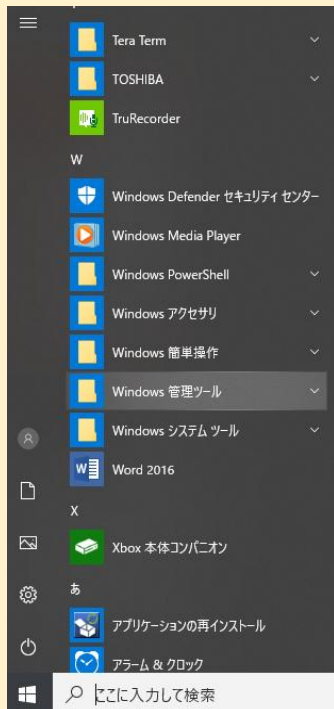 Tera Term
TOSHIBA
TruRecorder
W
Windows Defender セキュリティ センター
Windows Media Player
Windows PowerShell
Windows アクセサリ
Windows 簡単操作
Windows 管理ツール
Windows システム ツール
Word 2016
X
Xbox 本体コンパニオン
あ
アプリケーションの再インストール
アラーム & クロック
ここに入力して検索